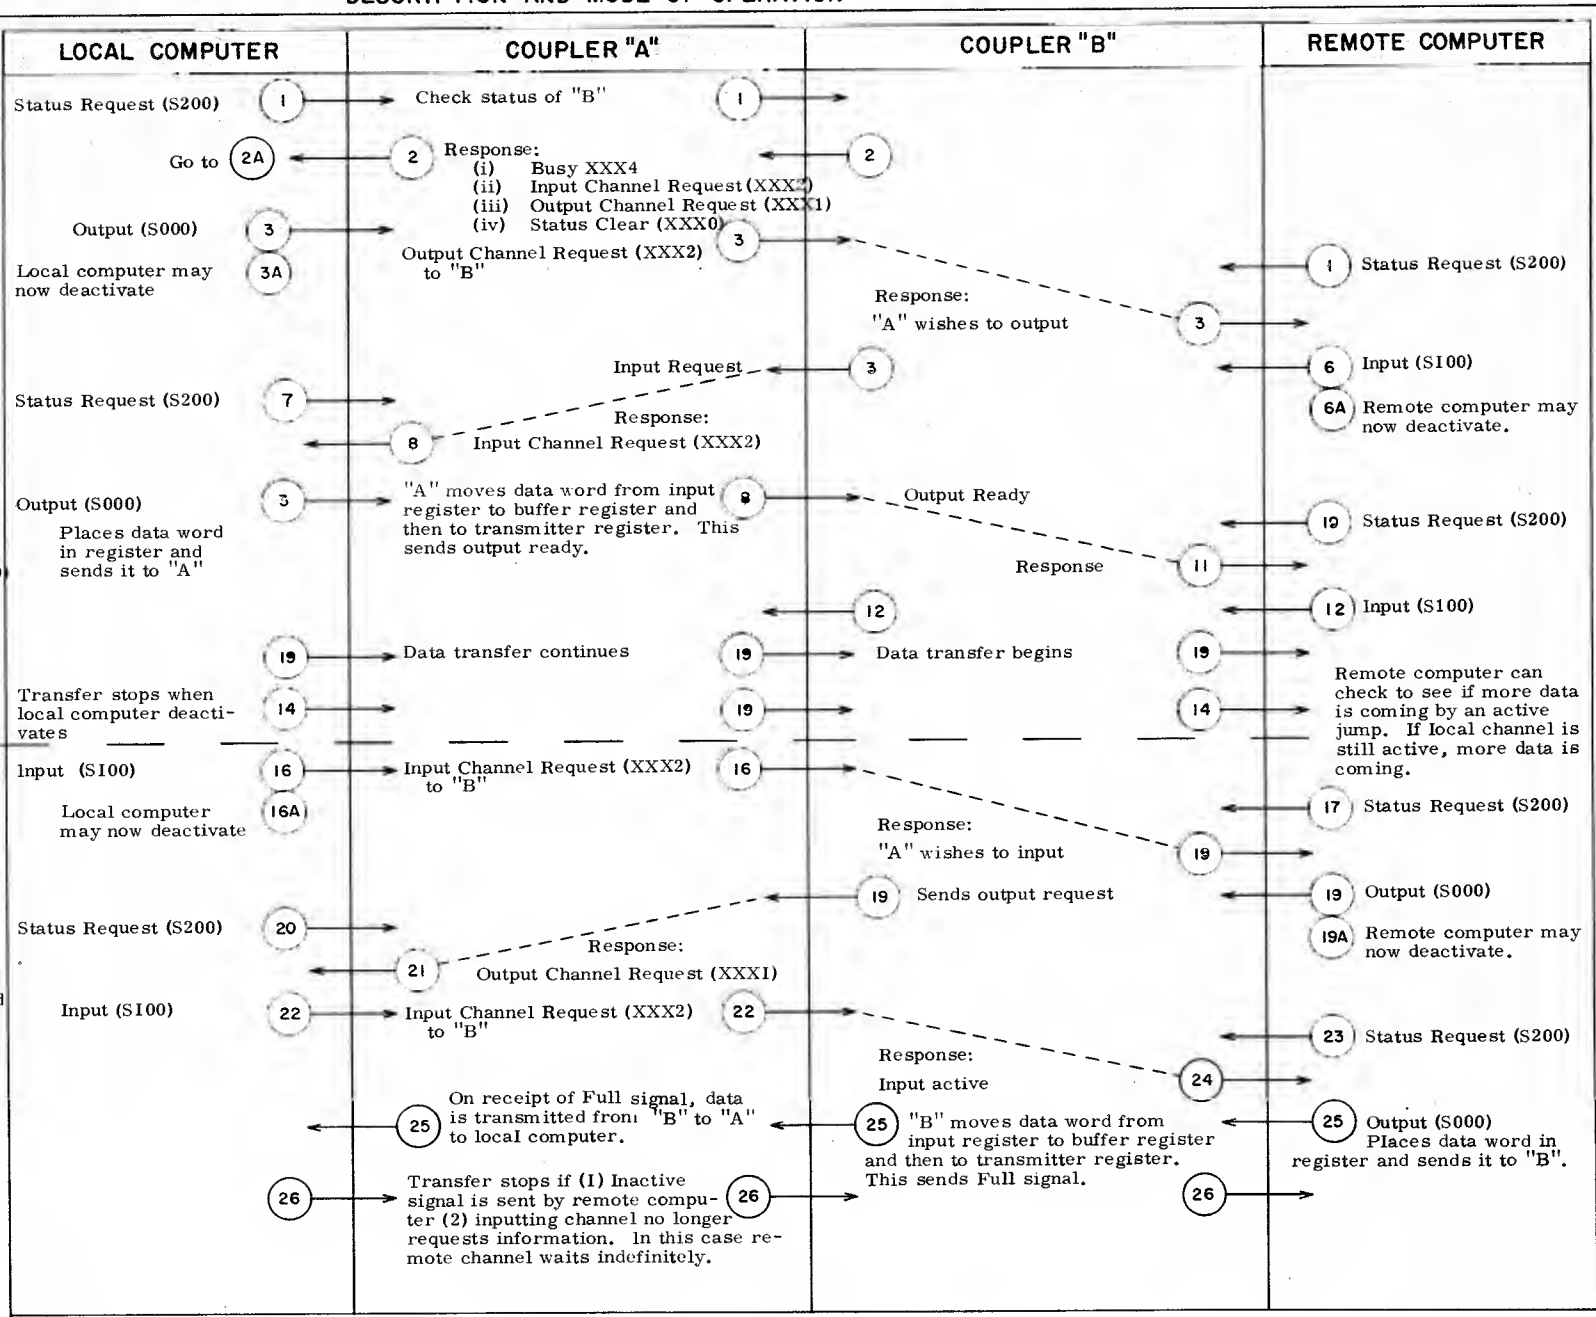 LOCAL COMPUTER
COUPLER "A"
COUPLER "B"
REMOTE COMPUTER
Status Request (S200)
1
Check status of "B"
1
Go to
2A
2
Response:
(i) Busy XXX4
(ii) Input Channel Request (XXX2)
(iii) Output Channel Request (XXX1)
(iv) Status Clear (XXX0)
2
Output (S000)
3
Output Channel Request (XXX2)
to "B"
3
Local computer may
now deactivate
3A
1
Status Request (S200)
Response:
"A" wishes to output
3
Input Request
3
6
Input (S100)
Status Request (S200)
7
6A
Remote computer may
now deactivate.
Response:
8
Input Channel Request (XXX2)
Output (S000)
3
Places data word
in register and
sends it to "A"
"A" moves data word from input
register to buffer register and
then to transmitter register. This
sends output ready.
8
Output Ready
19
Status Request (S200)
Response
11
12
12
Input (S100)
19
Data transfer continues
19
Data transfer begins
19
Transfer stops when
local computer deacti-
vates
14
19
14
Remote computer can
check to see if more data
is coming by an active
jump. If local channel is
still active, more data is
coming.
Input (S100)
16
Input Channel Request (XXX2)
to "B"
16
Local computer
may now deactivate
16A
17
Status Request (S200)
Response:
"A" wishes to input
19
19
Sends output request
19
Output (S000)
Status Request (S200)
20
19A
Remote computer may
now deactivate.
Response:
21
Output Channel Request (XXX1)
Input (S100)
22
Input Channel Request (XXX2)
to "B"
22
23
Status Request (S200)
Response:
Input active
24
25
On receipt of Full signal, data
is transmitted from "B" to "A"
to local computer.
25
"B" moves data word from
input register to buffer register
and then to transmitter register.
This sends Full signal.
25
Output (S000)
Places data word in
register and sends it to "B".
26
Transfer stops if (1) Inactive
signal is sent by remote compu-
ter (2) inputting channel no longer
requests information. In this case re-
mote channel waits indefinitely.
26
26